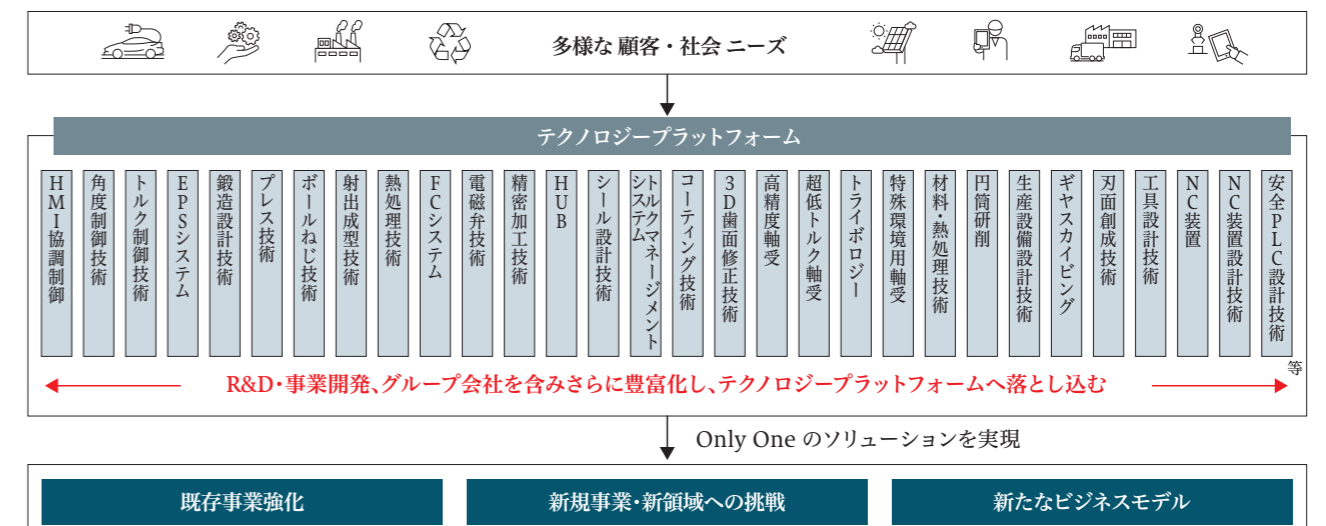 多様な顧客・社会ニーズ
テクノロジープラットフォーム
HMI協調制御
角度制御技術
トルク制御技術
EPSシステム
鍛造設計技術
プレス技術
ボールねじ技術
射出成型技術
熱処理技術
FCシステム
電磁弁技術
精密加工技術
HUB
シール設計技術
トルクマネージメント
システム
コーティング技術
3D歯面修正技術
高精度軸受
超低トルク軸受
トライボロジー
特殊環境用軸受
材料・熱処理技術
円筒研削
生産設備設計技術
ギヤスカイビング
刃面創成技術
工具設計技術
NC装置
NC装置設計技術
安全PLC設計技術
等
R&D・事業開発、グループ会社を含みさらに豊富化し、テクノロジープラットフォームへ落とし込む
Only One のソリューションを実現
既存事業強化
新規事業・新領域への挑戦
新たなビジネスモデル